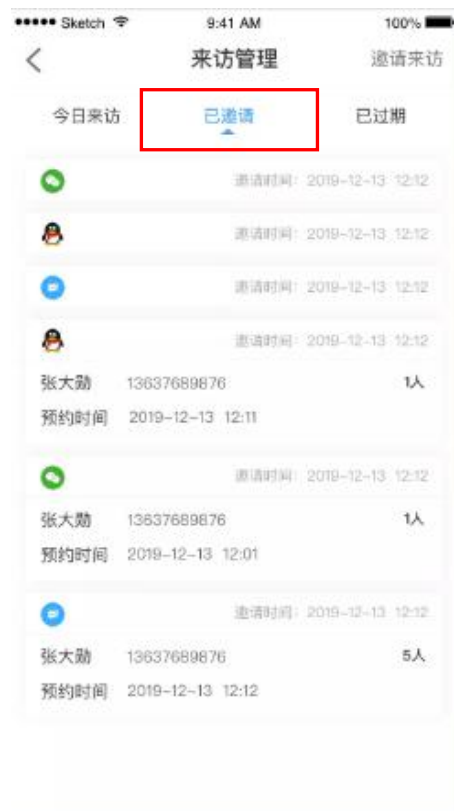 Sketch 9:41 AM 100%
来访管理 邀请来访
今日来访 已邀请 已过期
邀请时间: 2019-12-13 12:12
邀请时间: 2019-12-13 12:12
邀请时间: 2019-12-13 12:12
邀请时间: 2019-12-13 12:12
张大勋 13637689876 1人
预约时间 2019-12-13 12:11
邀请时间: 2019-12-13 12:12
张大勋 13637689876 1人
预约时间 2019-12-13 12:01
邀请时间: 2019-12-13 12:12
张大勋 13637689876 5人
预约时间 2019-12-13 12:12